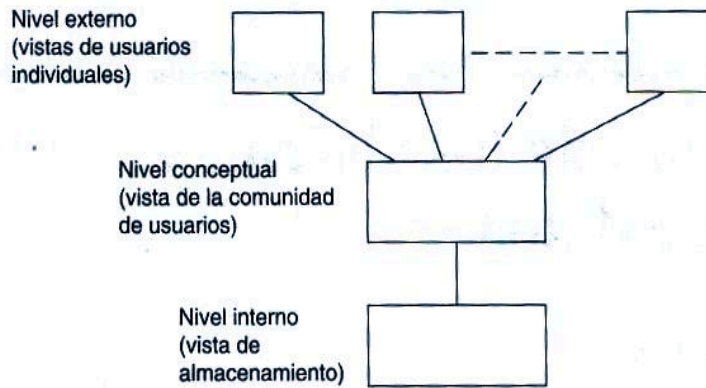 Nivel externo
(vistas de usuarios
individuales)
Nivel conceptual
(vista de la comunidad
de usuarios)
Nivel interno
(vista de
almacenamiento)